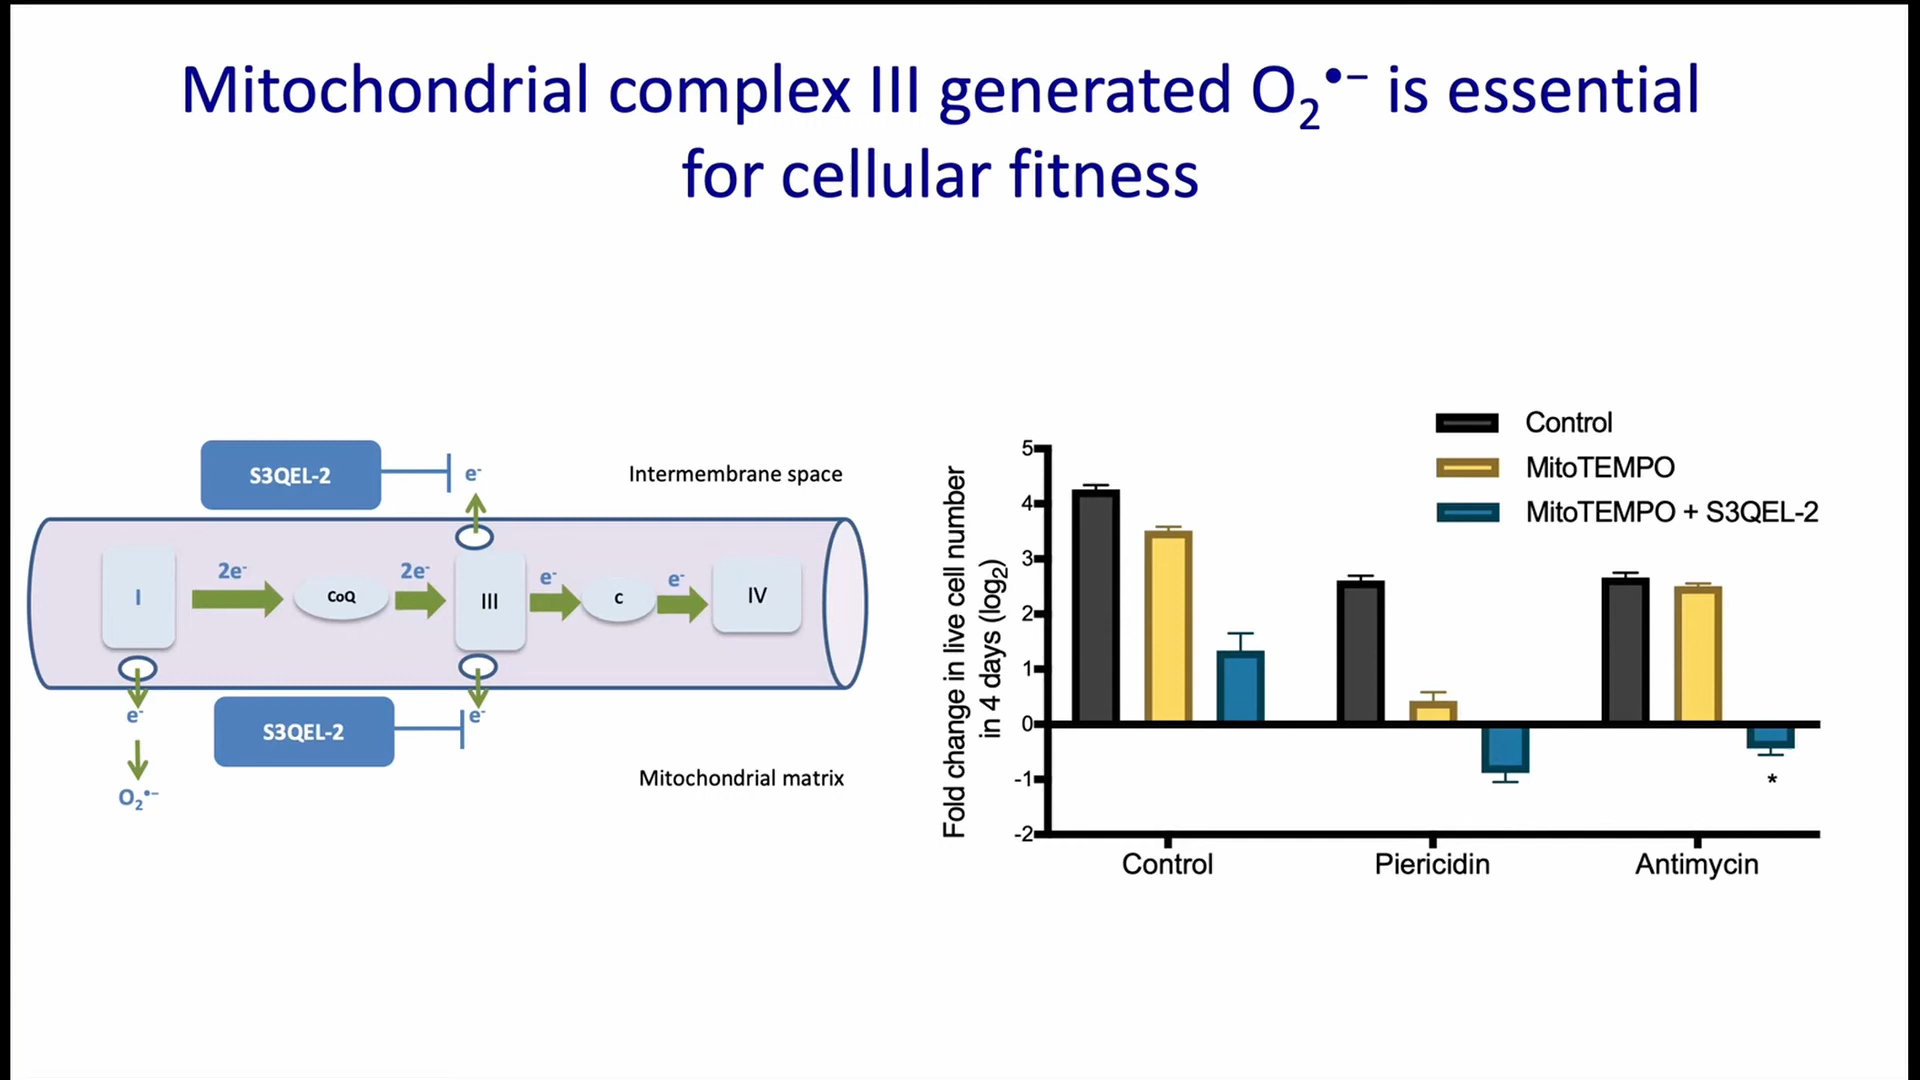 Mitochondrial complex III generated O₂•– is essential
for cellular fitness
S3QEL-2
e-
Intermembrane space
I
2e-
CoQ
2e-
III
e-
c
e-
IV
e-
S3QEL-2
e-
O₂•–
Mitochondrial matrix
Control
MitoTEMPO
MitoTEMPO + S3QEL-2
Fold change in live cell number
in 4 days (log₂)
5
4
3
2
1
0
-1
-2
*
Control
Piericidin
Antimycin